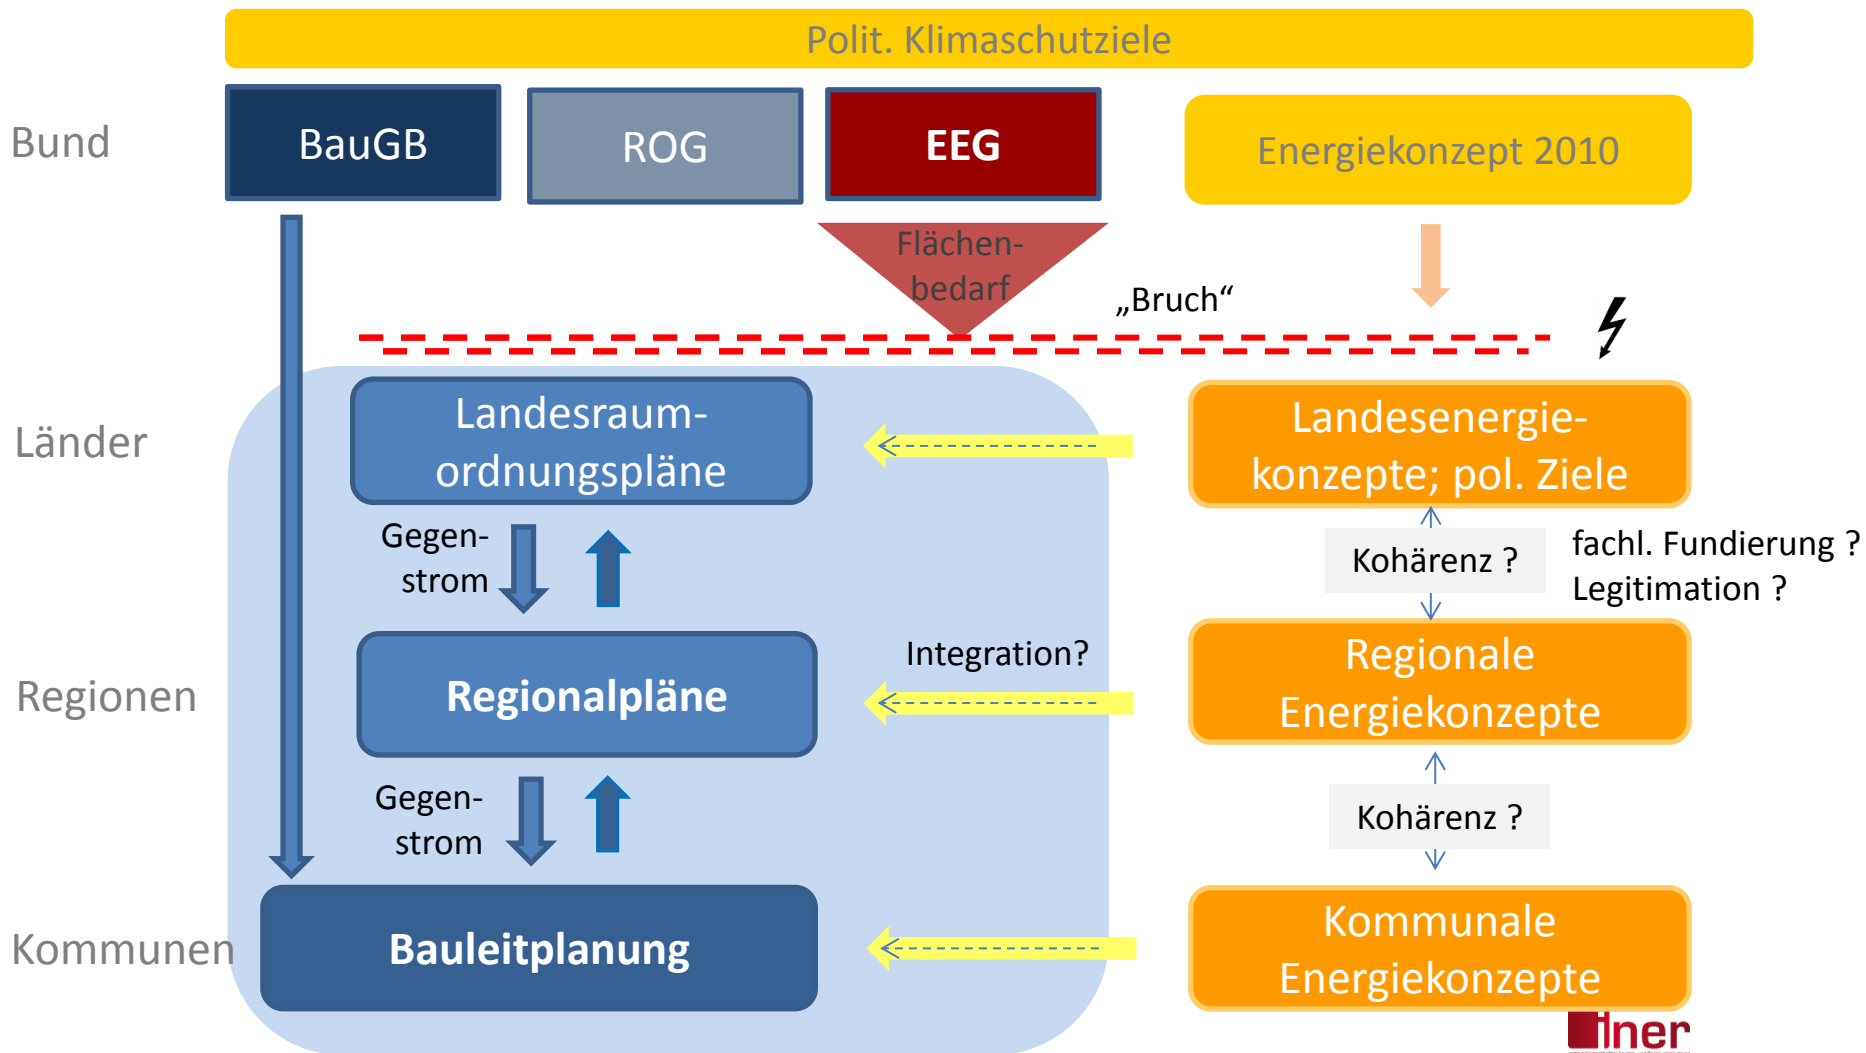 Polit. Klimaschutziele
Bund
BauGB
ROG
EEG
Energiekonzept 2010
Flächen-
bedarf
„Bruch“
Länder
Landesraum-
ordnungspläne
Landesenergie-
konzepte; pol. Ziele
Gegen-
strom
Kohärenz ?
fachl. Fundierung ?
Legitimation ?
Regionen
Regionalpläne
Integration?
Regionale
Energiekonzepte
Gegen-
strom
Kohärenz ?
Kommunen
Bauleitplanung
Kommunale
Energiekonzepte